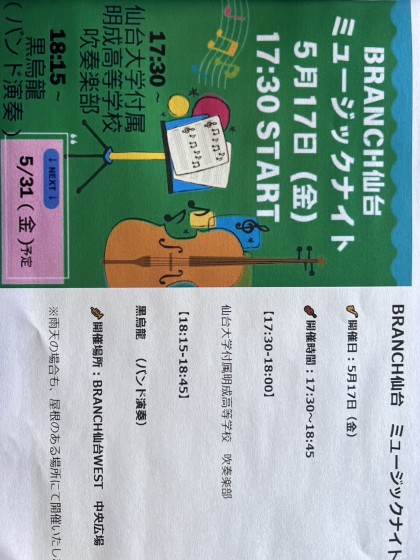 BRANCH仙台
ミュージックナイト
5月17日（金）
17:30 START
17:30 ~
仙台大学付属
明成高等学校
吹奏楽部
18:15 ~
黒烏龍
（バンド演奏）
↓ NEXT ↓
5/31（金）予定
BRANCH仙台 ミュージックナイト
開催日：5月17日（金）
開催時間：17:30~18:45
【17:30-18:00】
仙台大学付属明成高等学校 吹奏楽部
【18:15-18:45】
黒烏龍 （バンド演奏）
開催場所：BRANCH仙台WEST 中央広場
※雨天の場合も、屋根のある場所にて開催いたし